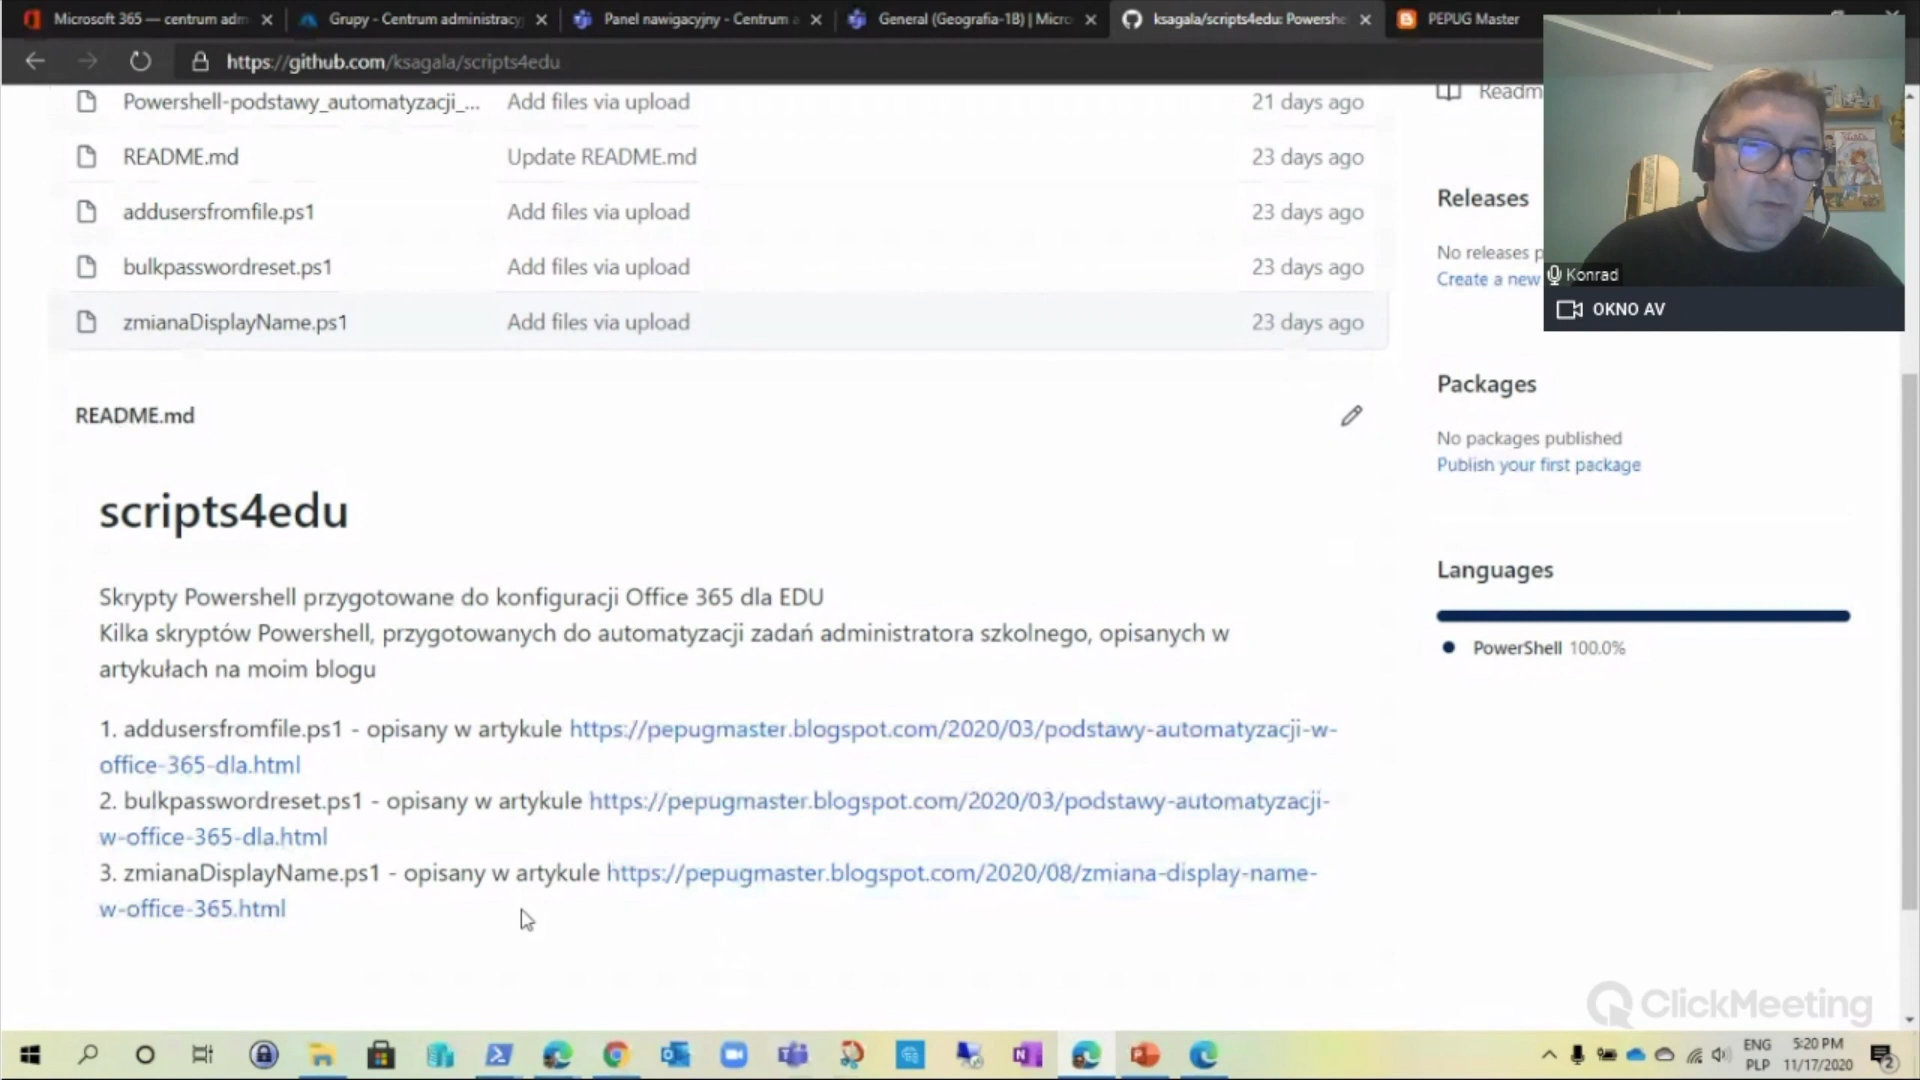 Microsoft 365 — centrum adm
Grupy - Centrum administracy
Panel nawigacyjny - Centrum a
General (Geografia-1B) | Micro
ksagala/scripts4edu: Powershe
PEPUG Master
https://github.com/ksagala/scripts4edu
Powershell-podstawy_automatyzacji_... Add files via upload 21 days ago
README.md Update README.md 23 days ago
addusersfromfile.ps1 Add files via upload 23 days ago
bulkpasswordreset.ps1 Add files via upload 23 days ago
zmianaDisplayName.ps1 Add files via upload 23 days ago
README.md
scripts4edu
Skrypty Powershell przygotowane do konfiguracji Office 365 dla EDU
Kilka skryptów Powershell, przygotowanych do automatyzacji zadań administratora szkolnego, opisanych w
artykułach na moim blogu
1. addusersfromfile.ps1 - opisany w artykule https://pepugmaster.blogspot.com/2020/03/podstawy-automatyzacji-w-
office-365-dla.html
2. bulkpasswordreset.ps1 - opisany w artykule https://pepugmaster.blogspot.com/2020/03/podstawy-automatyzacji-
w-office-365-dla.html
3. zmianaDisplayName.ps1 - opisany w artykule https://pepugmaster.blogspot.com/2020/08/zmiana-display-name-
w-office-365.html
Readm
Releases
No releases p
Create a new
Konrad
OKNO AV
Packages
No packages published
Publish your first package
Languages
PowerShell 100.0%
ClickMeeting
ENG
PLP
5:20 PM
11/17/2020
2